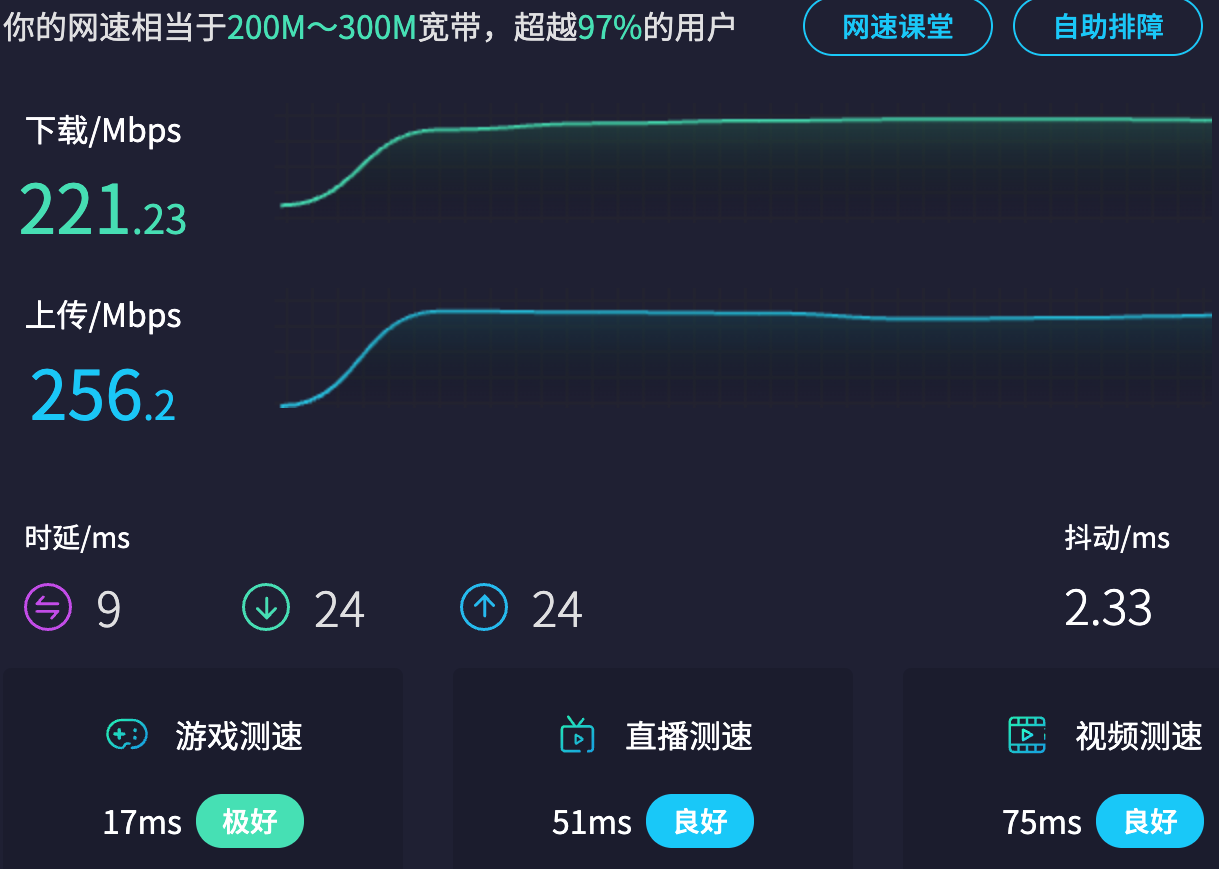 你的网速相当于200M～300M宽带，超越97%的用户
网速课堂
自助排障
下载/Mbps
221.23
上传/Mbps
256.2
时延/ms
抖动/ms
9
24
24
2.33
游戏测速
直播测速
视频测速
17ms 极好
51ms 良好
75ms 良好